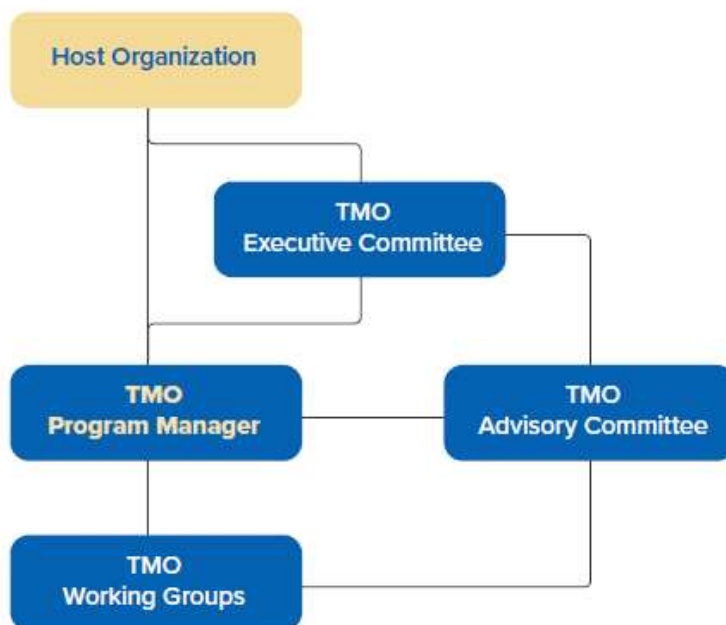 Host Organization
TMO
Executive Committee
TMO
Program Manager
TMO
Advisory Committee
TMO
Working Groups